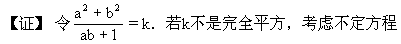 【证】 令(a² + b²)/(ab + 1) = k．若k不是完全平方，考虑不定方程